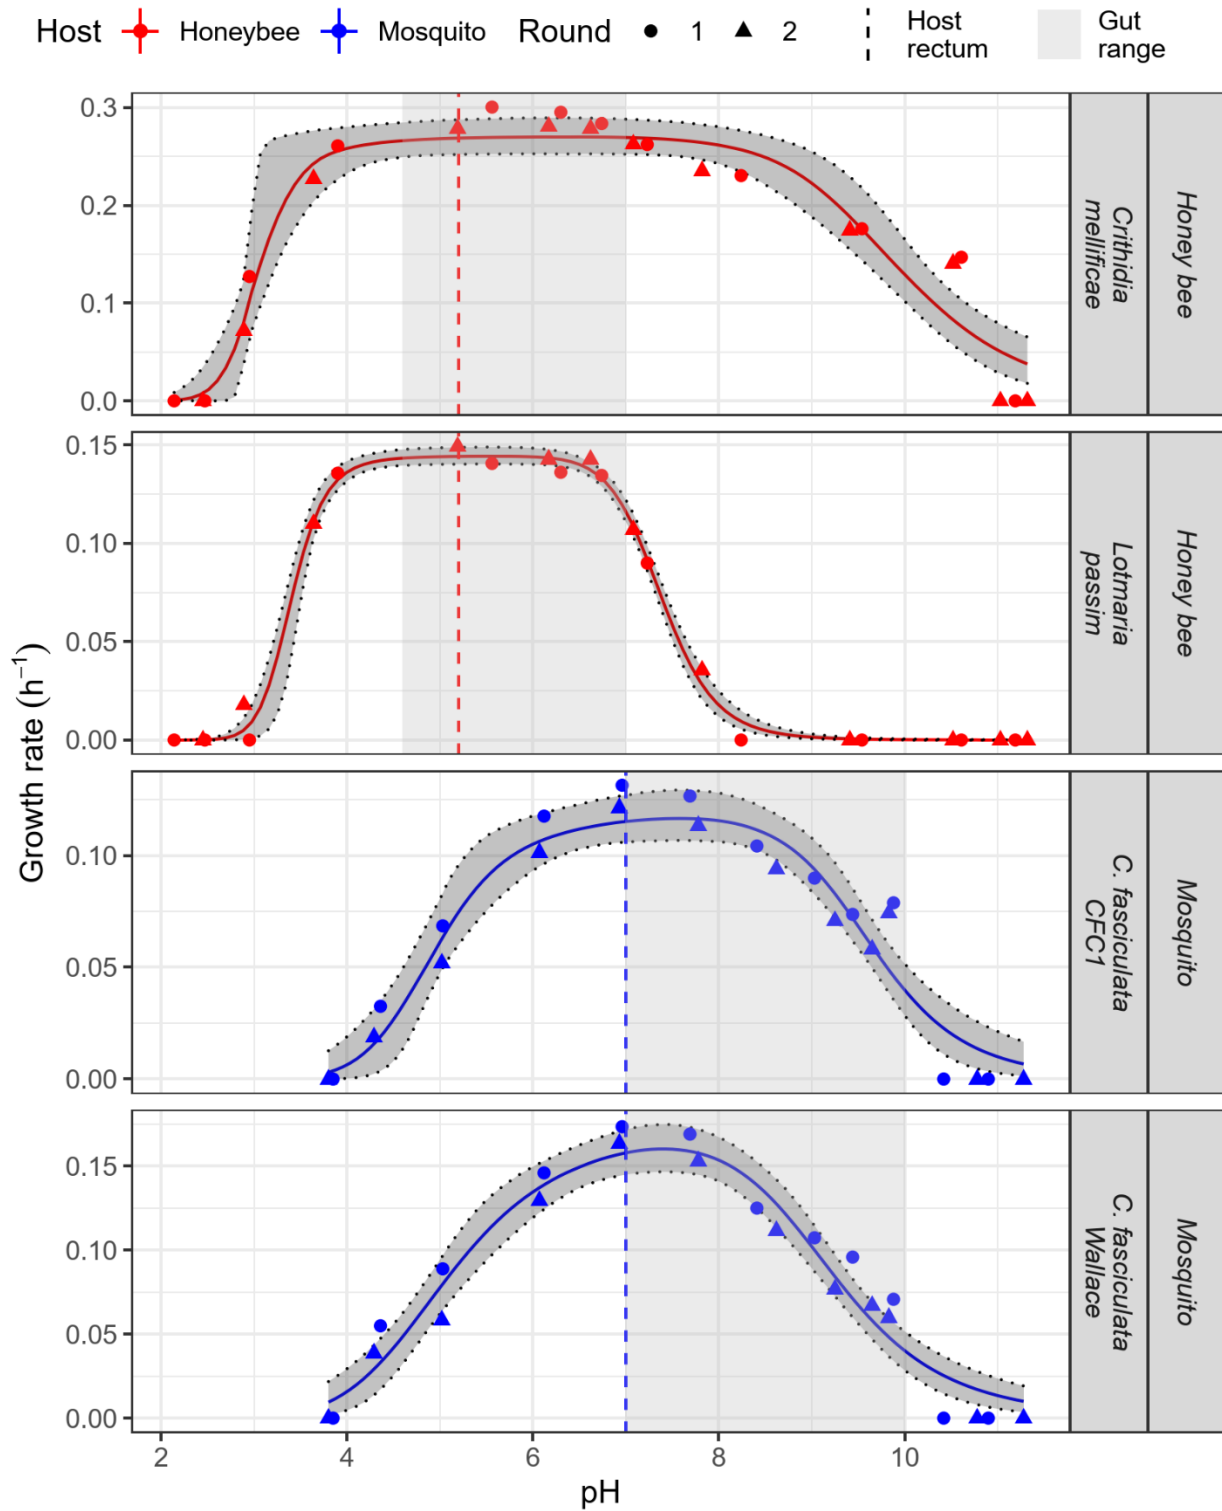 Host Honeybee Mosquito Round 1 2 Host rectum Gut range
Growth rate (h⁻¹)
0.3
0.2
0.1
0.0
Crithidia mellificae
Honey bee
0.15
0.10
0.05
0.00
Lotmaria passim
Honey bee
0.10
0.05
0.00
C. fasciculata CFC1
Mosquito
0.15
0.10
0.05
0.00
C. fasciculata Wallace
Mosquito
2 4 6 8 10
pH